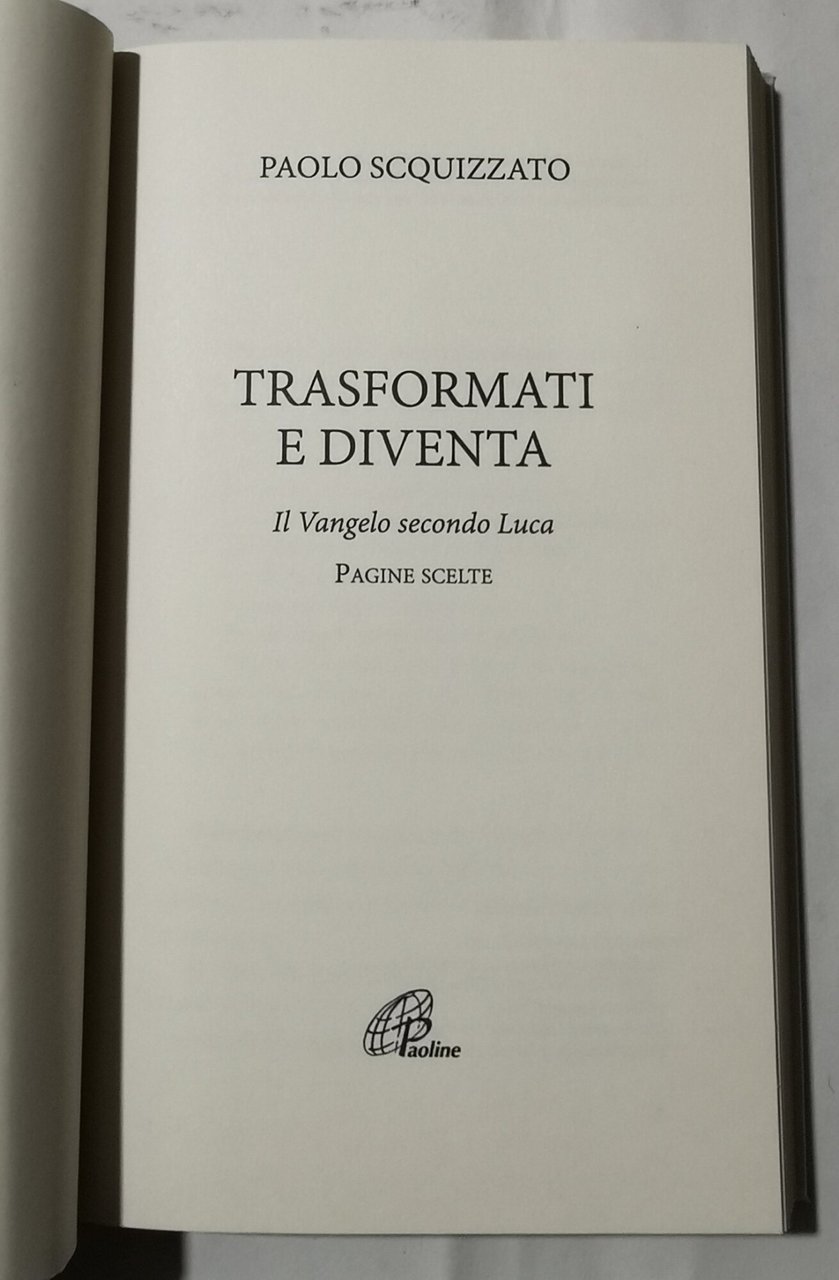 PAOLO SCQUIZZATO
TRASFORMATI
E DIVENTA
Il Vangelo secondo Luca
PAGINE SCELTE
Paoline